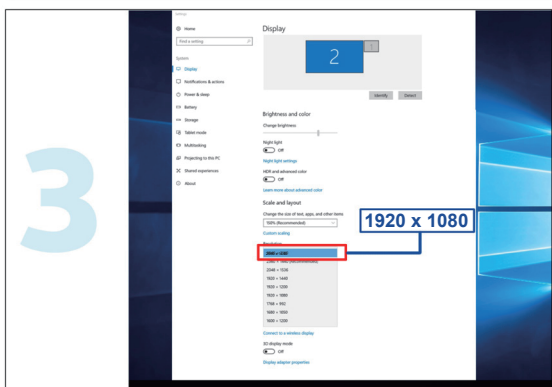 Settings
Home
Display
Find a setting
2
1
System
Display
Notifications & actions
Power & sleep
Identify
Detect
Battery
Brightness and color
Storage
Change brightness
Tablet mode
Multitasking
Night light
Off
Projecting to this PC
Night light settings
Shared experiences
HDR and advanced color
About
Off
Learn more about advanced color
Scale and layout
Change the size of text, apps, and other items
100% (Recommended)
Custom scaling
Resolution
(Recommended)
2048 × 1536
1920 × 1440
1920 × 1200
1920 × 1080
1768 × 992
1680 × 1050
1600 × 1200
Connect to a wireless display
3D display mode
Off
Display adapter properties
1920 x 1080
3